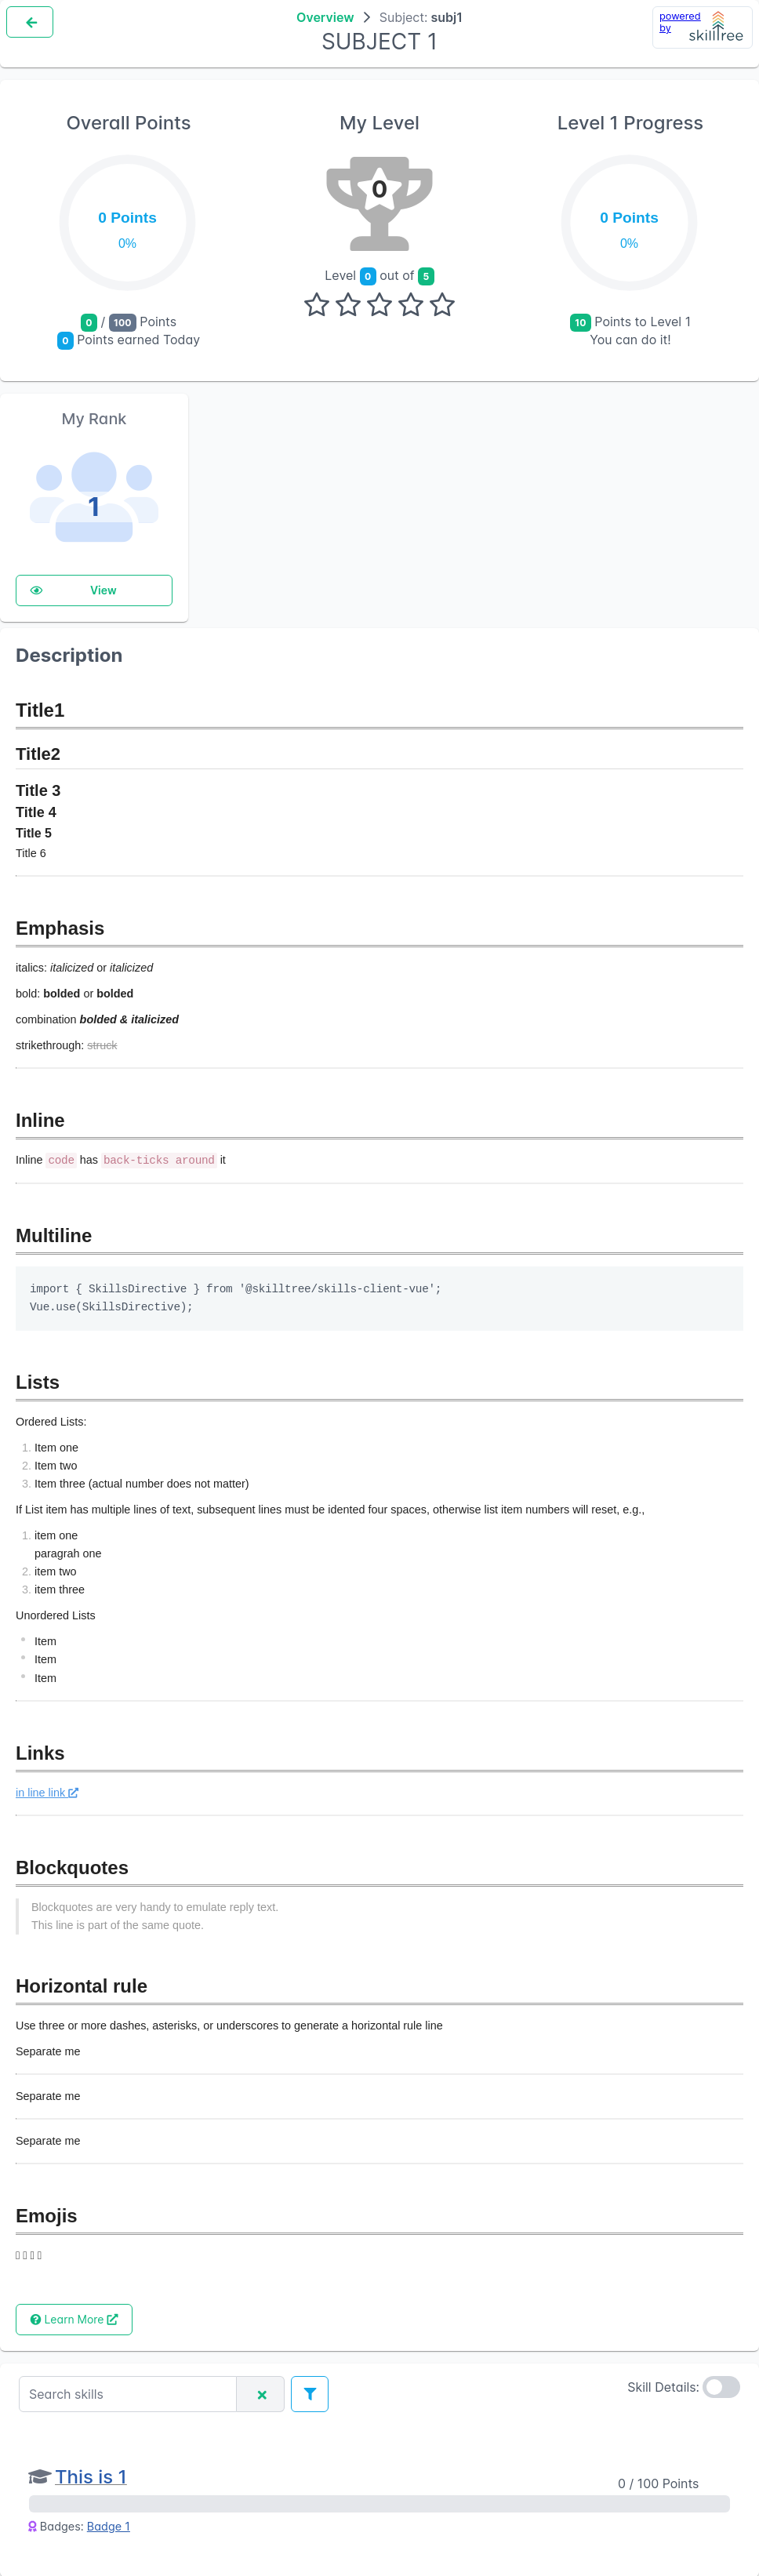 Overview > Subject: subj1
SUBJECT 1
powered by
skilltree
Overall Points
0 Points
0%
0 / 100 Points
0 Points earned Today
My Level
0
Level 0 out of 5
Level 1 Progress
0 Points
0%
10 Points to Level 1
You can do it!
My Rank
1
View
Description
Title1
Title2
Title 3
Title 4
Title 5
Title 6
Emphasis
italics: italicized or italicized
bold: bolded or bolded
combination bolded & italicized
strikethrough: struck
Inline
Inline code has back-ticks around it
Multiline
import { SkillsDirective } from '@skilltree/skills-client-vue';
Vue.use(SkillsDirective);
Lists
Ordered Lists:
1. Item one
2. Item two
3. Item three (actual number does not matter)
If List item has multiple lines of text, subsequent lines must be idented four spaces, otherwise list item numbers will reset, e.g.,
1. item one
paragrah one
2. item two
3. item three
Unordered Lists
* Item
* Item
* Item
Links
in line link
Blockquotes
Blockquotes are very handy to emulate reply text.
This line is part of the same quote.
Horizontal rule
Use three or more dashes, asterisks, or underscores to generate a horizontal rule line
Separate me
Separate me
Separate me
Emojis
Learn More
Search skills
Skill Details:
This is 1
0 / 100 Points
Badges: Badge 1